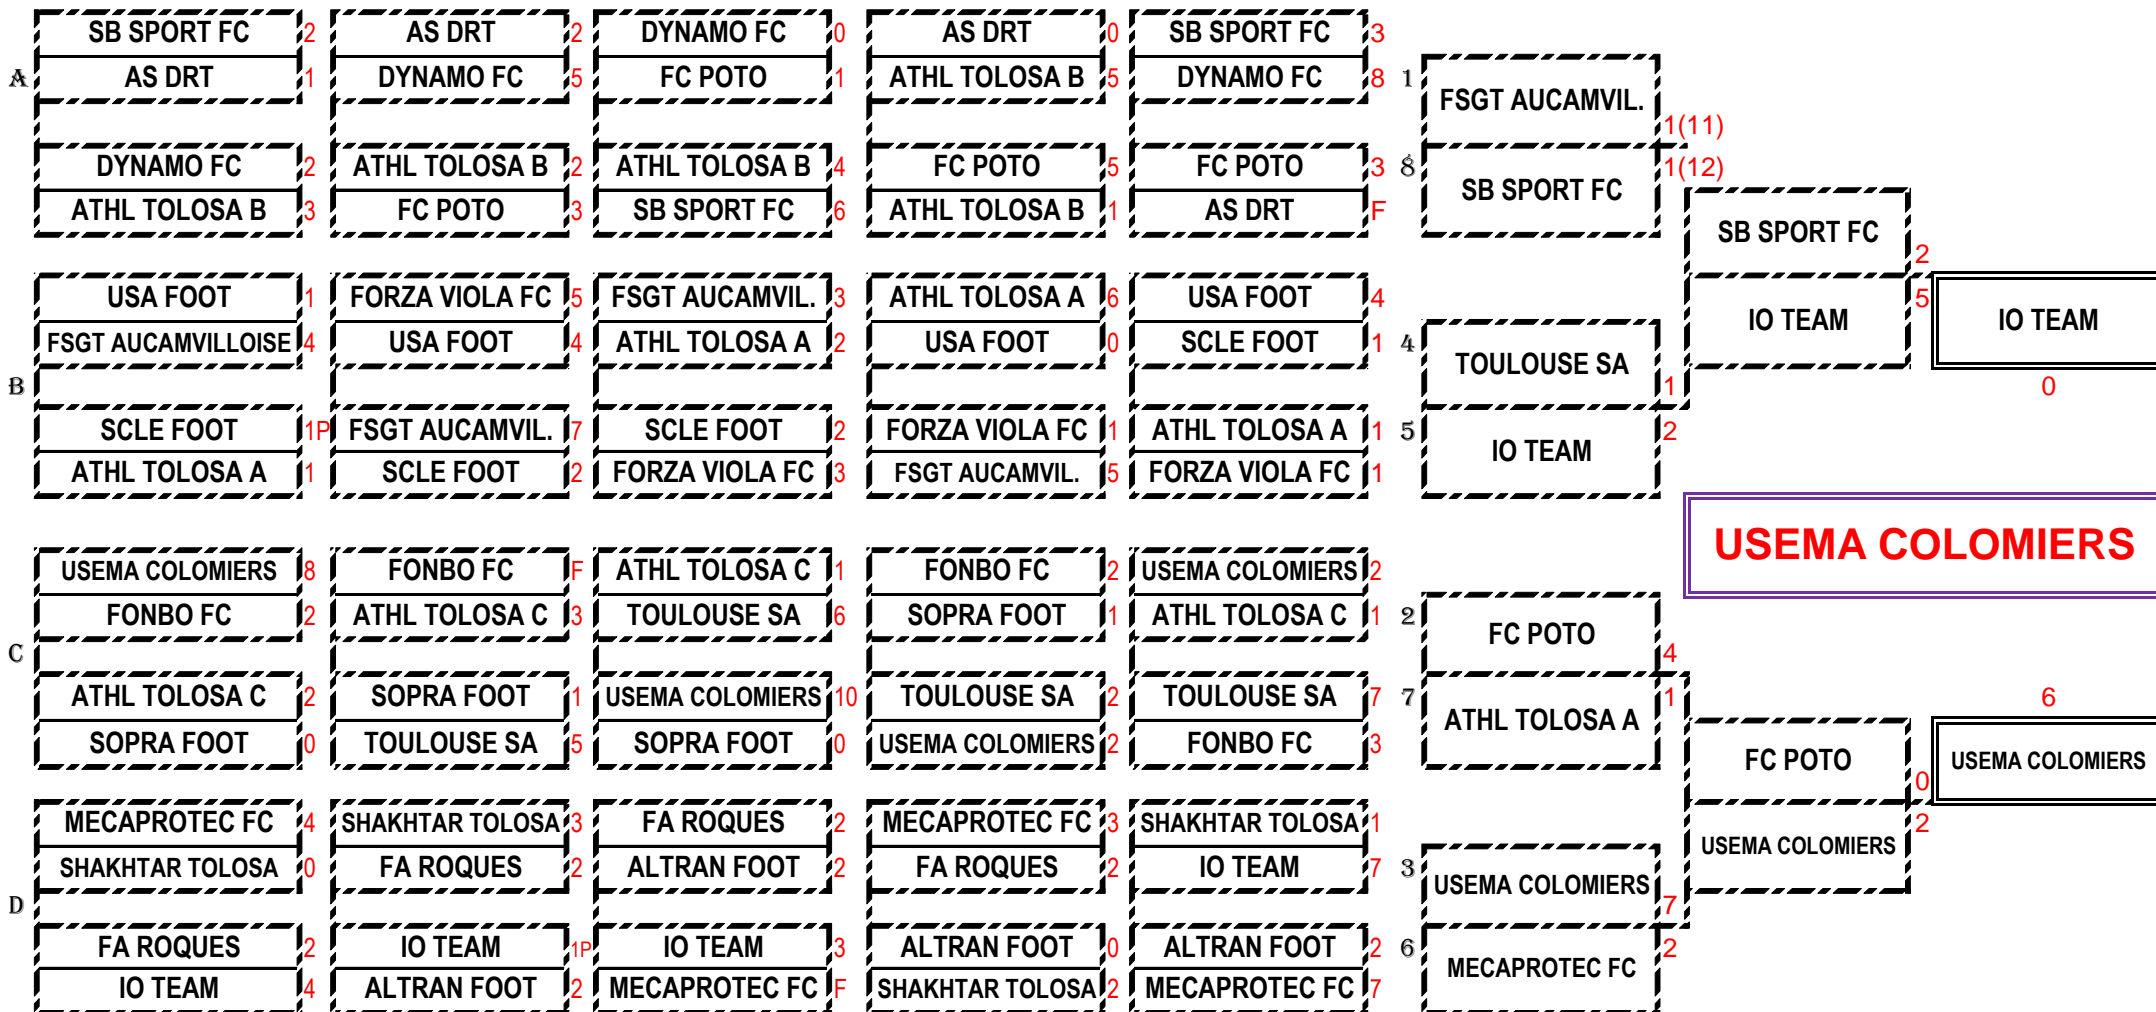 SB SPORT FC 2 AS DRT 2 DYNAMO FC 0 AS DRT 0 SB SPORT FC 3
A AS DRT 1 DYNAMO FC 5 FC POTO 1 ATHL TOLOSA B 5 DYNAMO FC 8 1
FSGT AUCAMVIL.
1(11)
DYNAMO FC 2 ATHL TOLOSA B 2 ATHL TOLOSA B 4 FC POTO 5 FC POTO 3 8 1(12)
ATHL TOLOSA B 3 FC POTO 3 SB SPORT FC 6 ATHL TOLOSA B 1 AS DRT F SB SPORT FC
SB SPORT FC
2
USA FOOT 1 FORZA VIOLA FC 5 FSGT AUCAMVIL. 3 ATHL TOLOSA A 6 USA FOOT 4 5
IO TEAM IO TEAM
FSGT AUCAMVILLOISE 4 USA FOOT 4 ATHL TOLOSA A 2 USA FOOT 0 SCLE FOOT 1 4
TOULOUSE SA
B 1 0
SCLE FOOT 1P FSGT AUCAMVIL. 7 SCLE FOOT 2 FORZA VIOLA FC 1 ATHL TOLOSA A 1 5 2
IO TEAM
ATHL TOLOSA A 1 SCLE FOOT 2 FORZA VIOLA FC 3 FSGT AUCAMVIL. 5 FORZA VIOLA FC 1
USEMA COLOMIERS
USEMA COLOMIERS 8 FONBO FC F ATHL TOLOSA C 1 FONBO FC 2 USEMA COLOMIERS 2
FONBO FC 2 ATHL TOLOSA C 3 TOULOUSE SA 6 SOPRA FOOT 1 ATHL TOLOSA C 1 2
FC POTO
C 4
ATHL TOLOSA C 2 SOPRA FOOT 1 USEMA COLOMIERS 10 TOULOUSE SA 2 TOULOUSE SA 7 7 1 6
ATHL TOLOSA A
SOPRA FOOT 0 TOULOUSE SA 5 SOPRA FOOT 0 USEMA COLOMIERS 2 FONBO FC 3
FC POTO USEMA COLOMIERS
0
MECAPROTEC FC 4 SHAKHTAR TOLOSA 3 FA ROQUES 2 MECAPROTEC FC 3 SHAKHTAR TOLOSA 1 2
USEMA COLOMIERS
SHAKHTAR TOLOSA 0 FA ROQUES 2 ALTRAN FOOT 2 FA ROQUES 2 IO TEAM 7 3
USEMA COLOMIERS
D 7
FA ROQUES 2 IO TEAM 1P IO TEAM 3 ALTRAN FOOT 0 ALTRAN FOOT 2 6 2
MECAPROTEC FC
IO TEAM 4 ALTRAN FOOT 2 MECAPROTEC FC F SHAKHTAR TOLOSA 2 MECAPROTEC FC 7